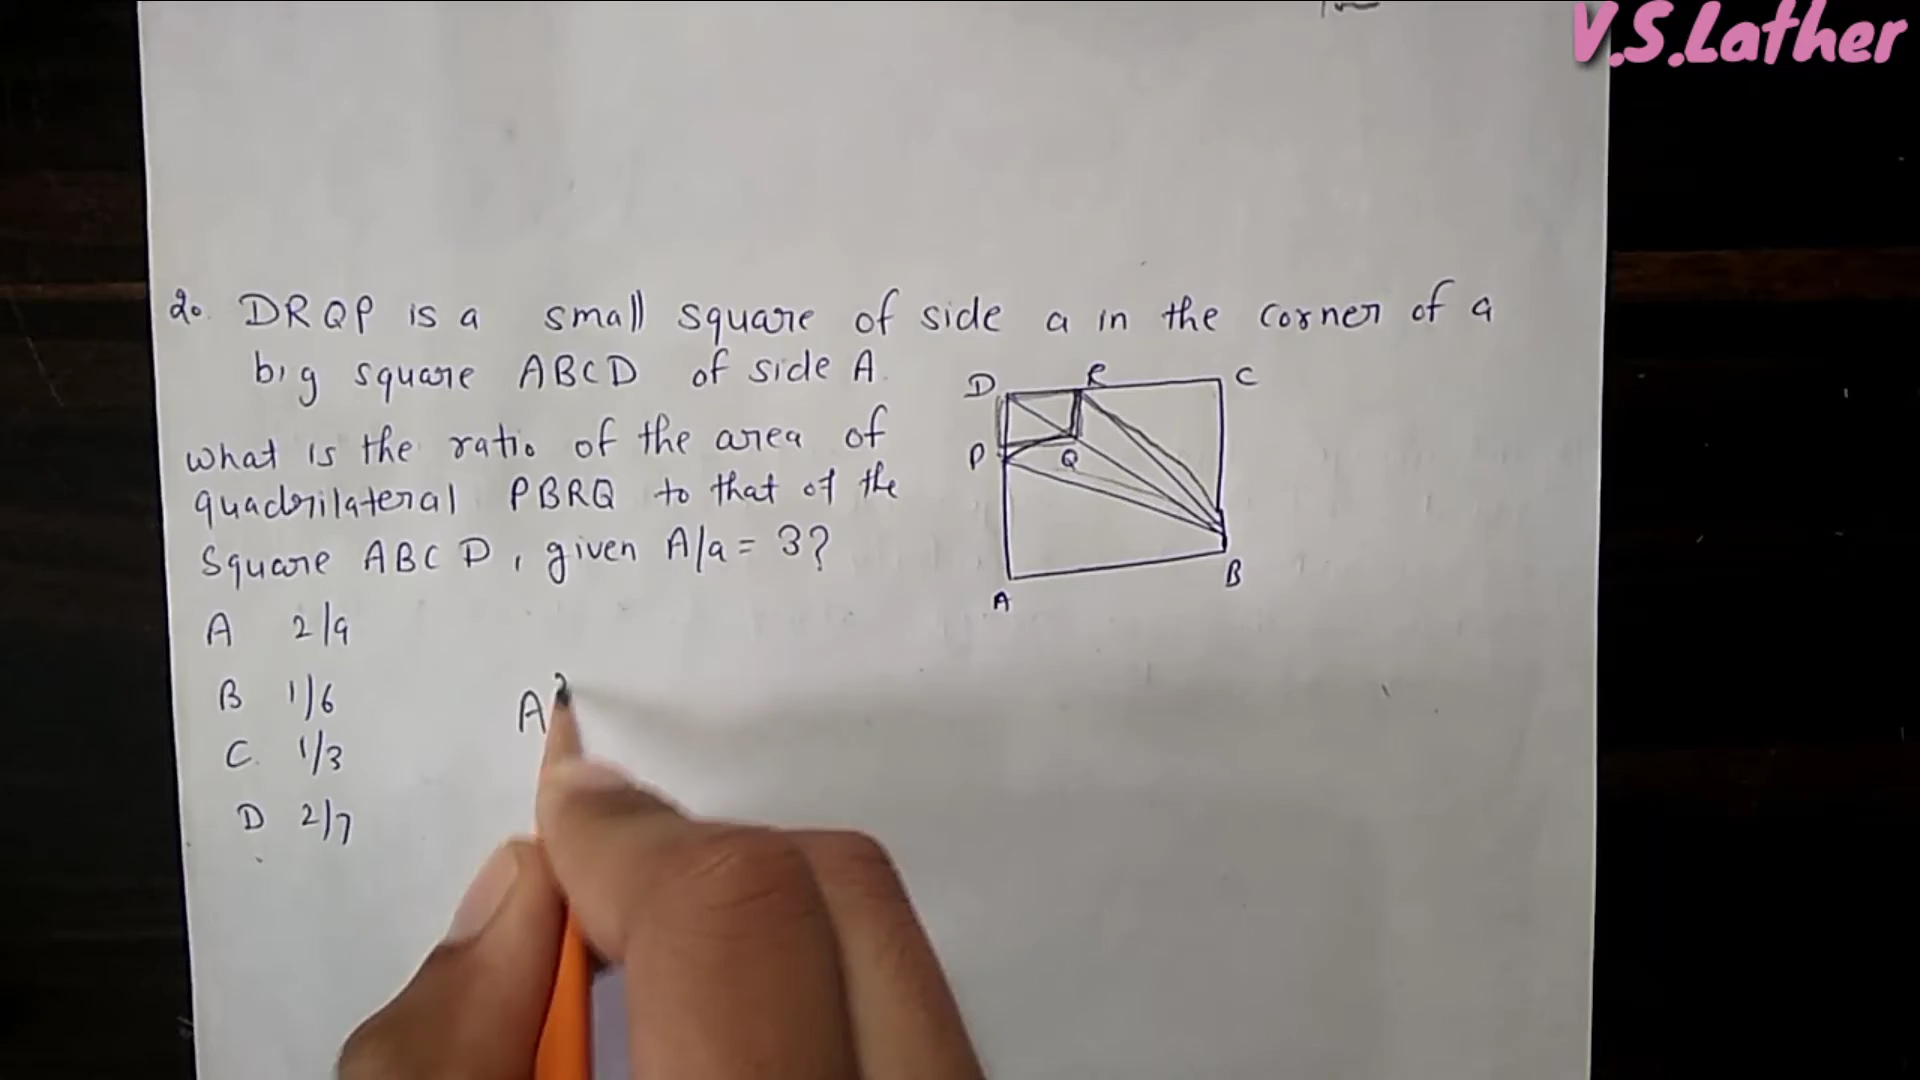 V.S.Lather
20. DRQP is a small square of side a in the corner of a
big square ABCD of side A.
what is the ratio of the area of
quadrilateral PBRQ to that of the
square ABCD, given A/a = 3?
A 2/9
B 1/6
C. 1/3
D 2/7
D R C
P Q
B
A
A²